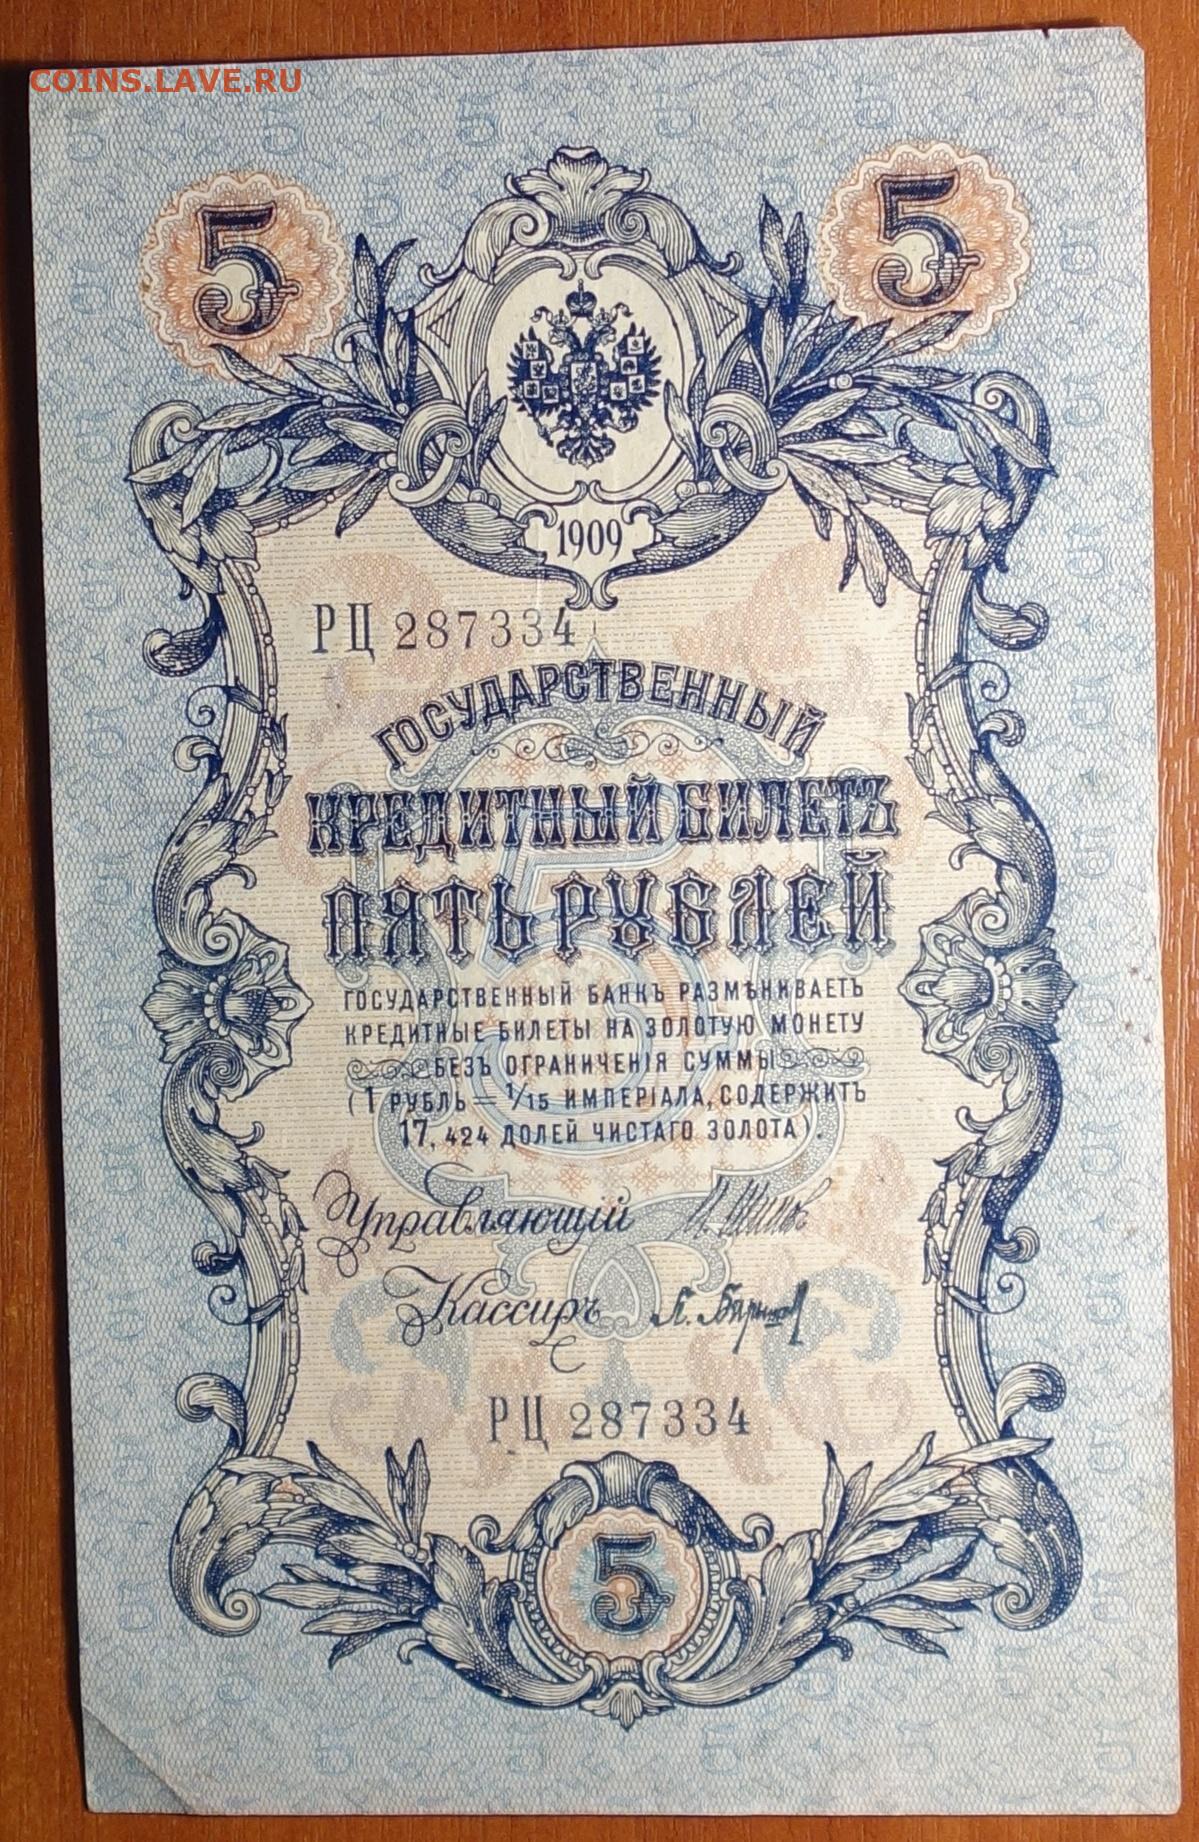 COINS.LAVE.RU
5 5
1909
РЦ 287334
ГОСУДАРСТВЕННЫЙ
КРЕДИТНЫЙ БИЛЕТЪ
ПЯТЬ РУБЛЕЙ
ГОСУДАРСТВЕННЫЙ БАНКЪ РАЗМѢНИВАЕТЪ
КРЕДИТНЫЕ БИЛЕТЫ НА ЗОЛОТУЮ МОНЕТУ
БЕЗЪ ОГРАНИЧЕНІЯ СУММЫ
(1 РУБЛЬ = 1/15 ИМПЕРІАЛА, СОДЕРЖИТЪ
17,424 ДОЛЕЙ ЧИСТАГО ЗОЛОТА).
Управляющій И. Шипов
Кассиръ
РЦ 287334
5